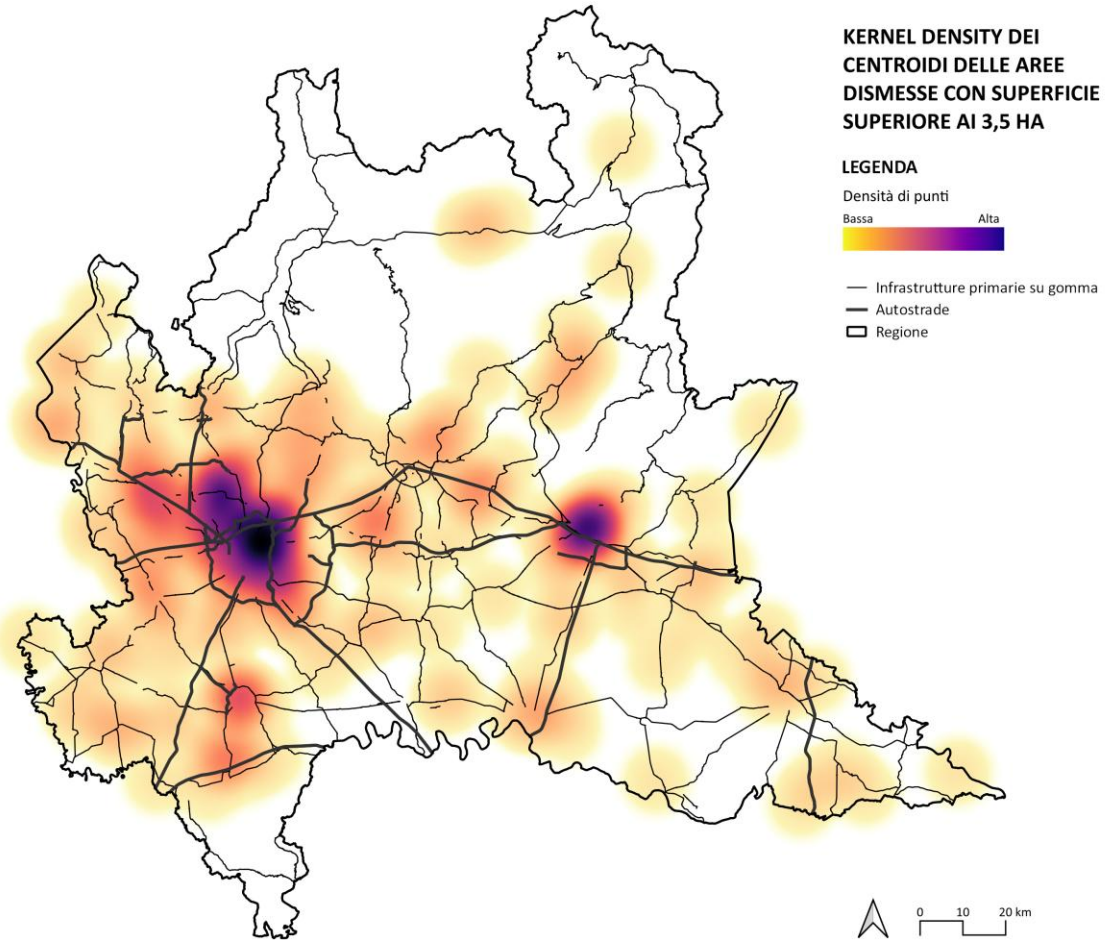 KERNEL DENSITY DEI
CENTROIDI DELLE AREE
DISMESSE CON SUPERFICIE
SUPERIORE AI 3,5 HA
LEGENDA
Densità di punti
Bassa Alta
Infrastrutture primarie su gomma
Autostrade
Regione
0 10 20 km